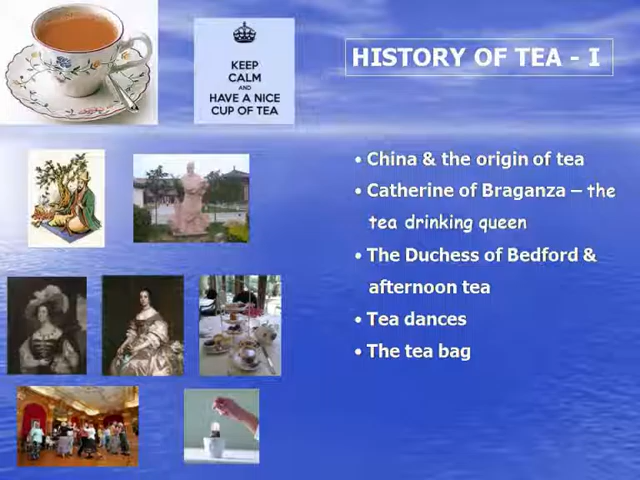 KEEP
CALM
AND
HAVE A NICE
CUP OF TEA
HISTORY OF TEA - I
• China & the origin of tea
• Catherine of Braganza – the
tea drinking queen
• The Duchess of Bedford &
afternoon tea
• Tea dances
• The tea bag